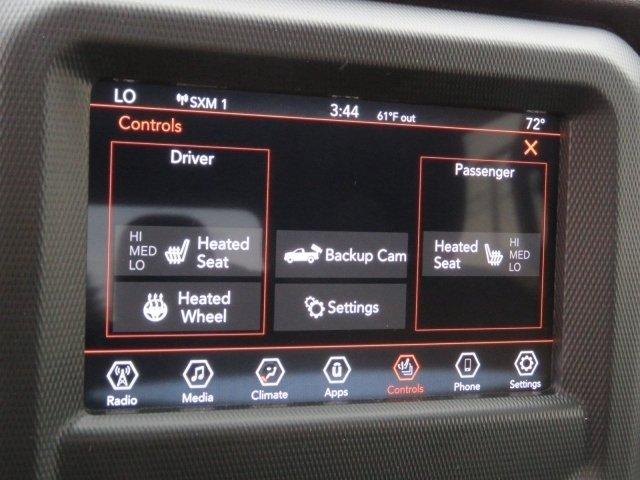 LO SXM 1 3:44 61°F out 72°
Controls
Driver
Passenger
HI
MED
LO
Heated
Seat
Heated
Wheel
Backup Cam
Settings
Heated
Seat
HI
MED
LO
Radio Media Climate Apps Controls Phone Settings